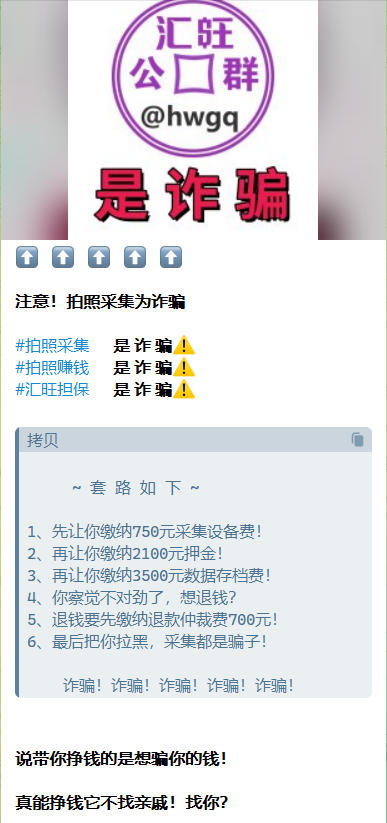 汇旺
公口群
@hwgq
是诈骗
⬆️ ⬆️ ⬆️ ⬆️ ⬆️
注意！拍照采集为诈骗
#拍照采集 是 诈 骗⚠️
#拍照赚钱 是 诈 骗⚠️
#汇旺担保 是 诈 骗⚠️
拷贝
~ 套 路 如 下 ~
1、先让你缴纳750元采集设备费！
2、再让你缴纳2100元押金！
3、再让你缴纳3500元数据存档费！
4、你察觉不对劲了，想退钱？
5、退钱要先缴纳退款仲裁费700元！
6、最后把你拉黑，采集都是骗子！
诈骗！诈骗！诈骗！诈骗！诈骗！
说带你挣钱的是想骗你的钱！
真能挣钱它不找亲戚！找你？